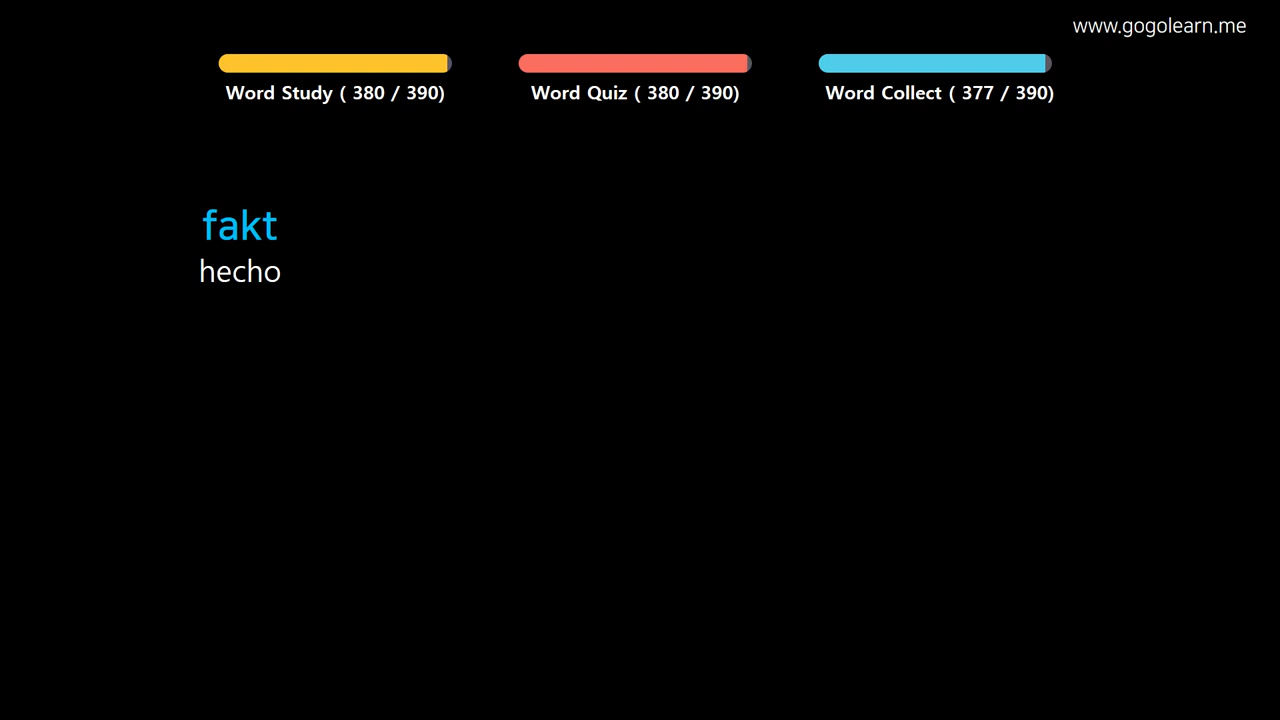 www.gogolearn.me
Word Study ( 380 / 390)
Word Quiz ( 380 / 390)
Word Collect ( 377 / 390)
fakt
hecho